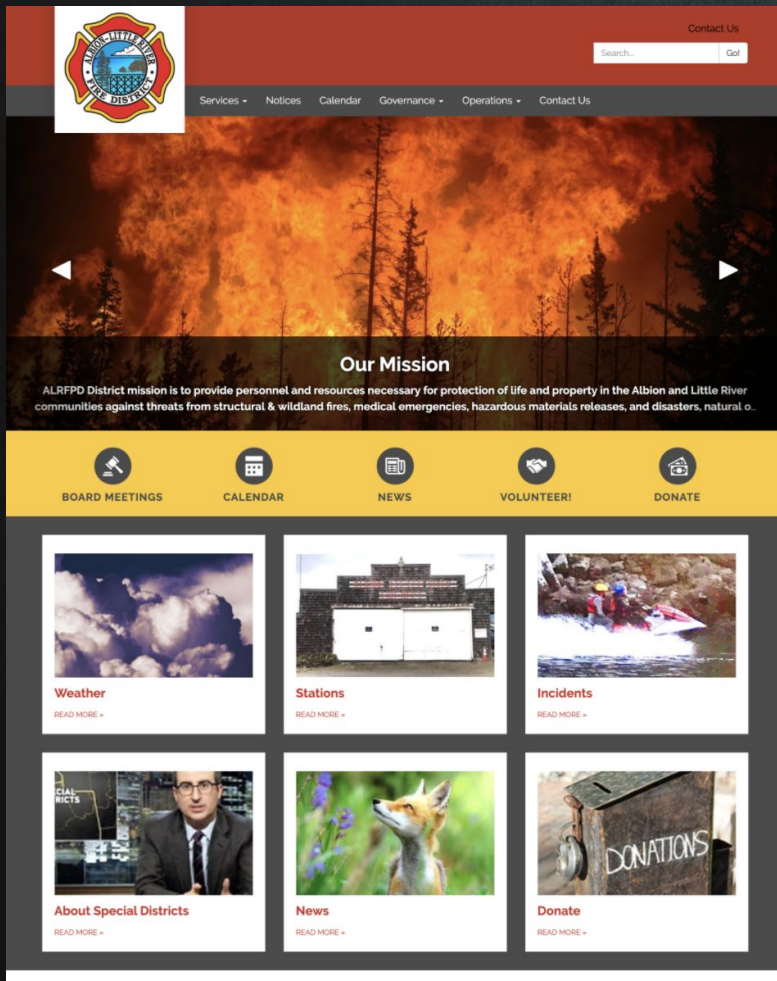 Contact Us
Search...
Go!
ALBION-LITTLE RIVER
FIRE DISTRICT
Services
Notices
Calendar
Governance
Operations
Contact Us
Our Mission
ALRFPD District mission is to provide personnel and resources necessary for protection of life and property in the Albion and Little River
communities against threats from structural & wildland fires, medical emergencies, hazardous materials releases, and disasters, natural o...
BOARD MEETINGS
CALENDAR
NEWS
VOLUNTEER!
DONATE
Weather
READ MORE »
Stations
READ MORE »
Incidents
READ MORE »
CIAL
RICTS
About Special Districts
READ MORE »
News
READ MORE »
DONATIONS
Donate
READ MORE »